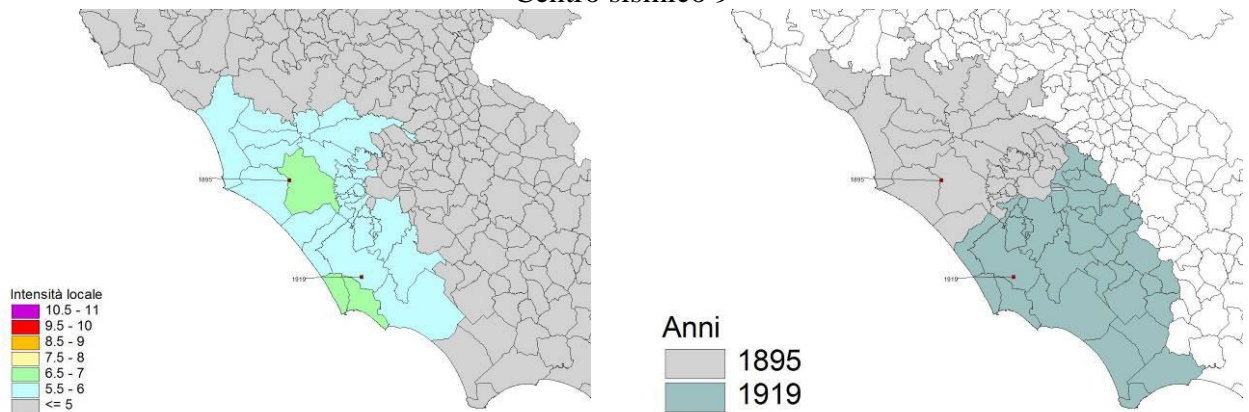 Centro sismico 9
1895
1919
Intensità locale
10.5 - 11
9.5 - 10
8.5 - 9
7.5 - 8
6.5 - 7
5.5 - 6
<= 5
1895
1919
Anni
1895
1919